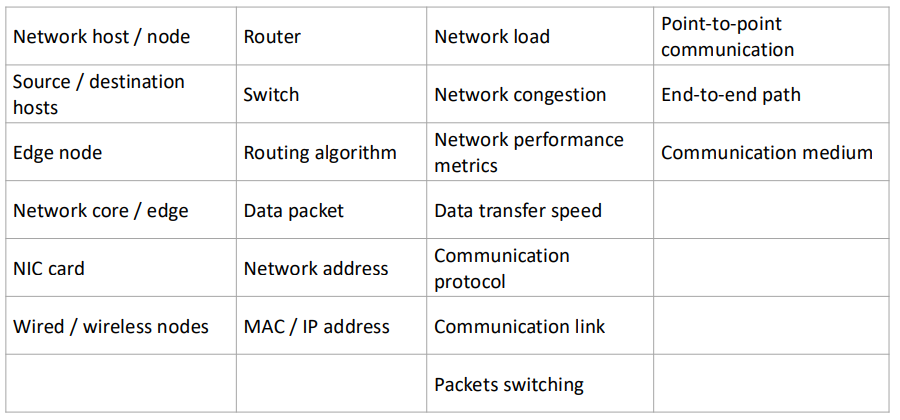 Network host / node
Router
Network load
Point-to-point
communication
Source / destination
hosts
Switch
Network congestion
End-to-end path
Edge node
Routing algorithm
Network performance
metrics
Communication medium
Network core / edge
Data packet
Data transfer speed
NIC card
Network address
Communication
protocol
Wired / wireless nodes
MAC / IP address
Communication link
Packets switching